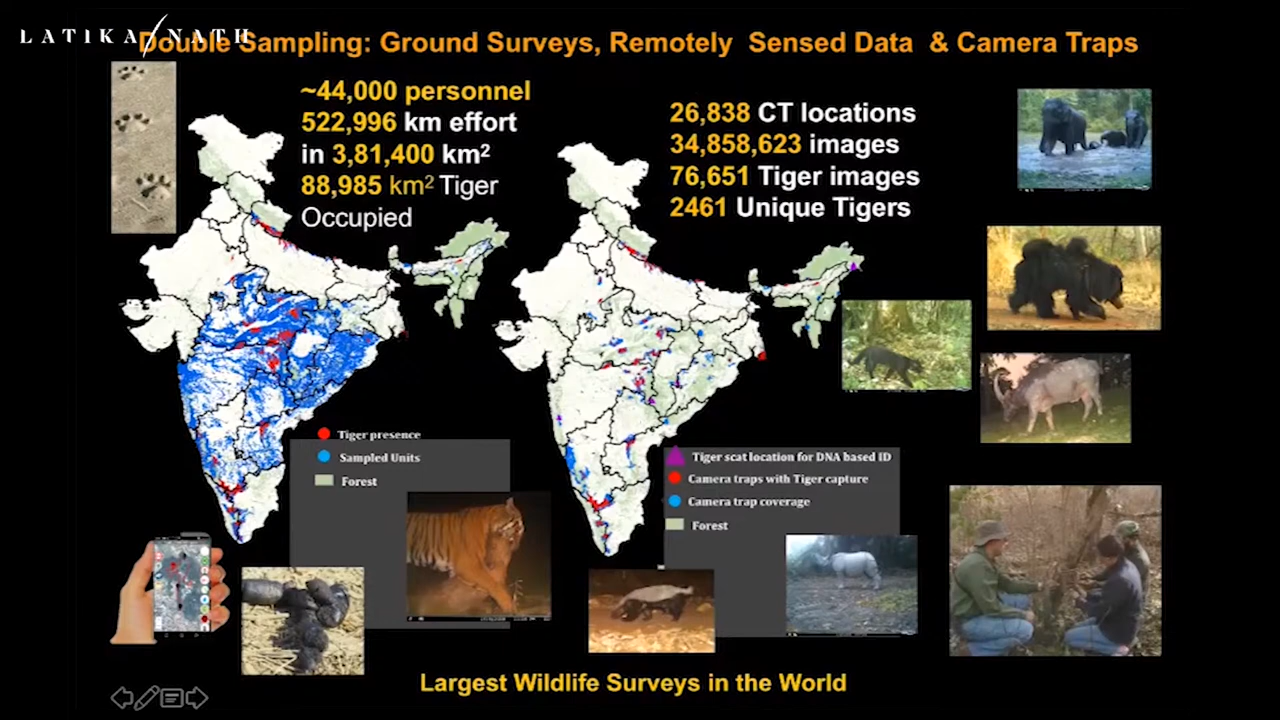 LATIKA NATH
Double Sampling: Ground Surveys, Remotely Sensed Data & Camera Traps
~44,000 personnel
522,996 km effort
in 3,81,400 km²
88,985 km² Tiger
Occupied
26,838 CT locations
34,858,623 images
76,651 Tiger images
2461 Unique Tigers
Tiger presence
Sampled Units
Forest
Tiger scat location for DNA based ID
Camera traps with Tiger capture
Camera trap coverage
Forest
Largest Wildlife Surveys in the World